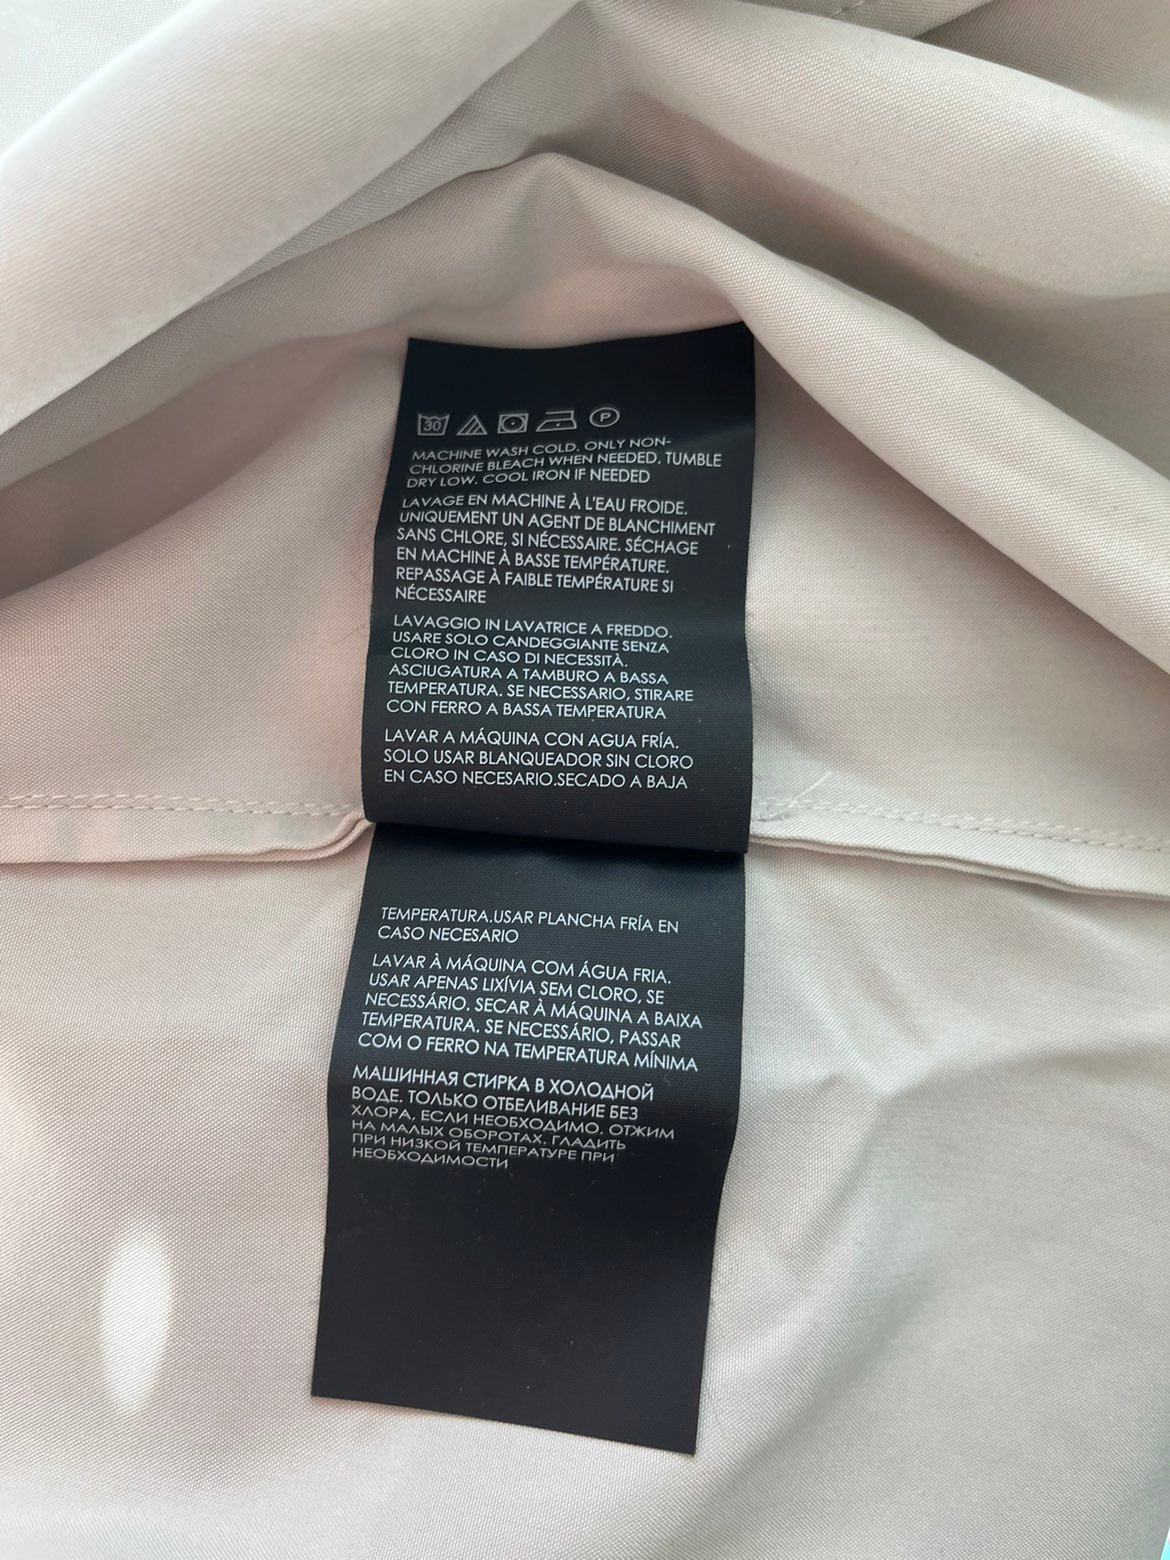 30 P
MACHINE WASH COLD. ONLY NON-
CHLORINE BLEACH WHEN NEEDED. TUMBLE
DRY LOW. COOL IRON IF NEEDED
LAVAGE EN MACHINE À L'EAU FROIDE.
UNIQUEMENT UN AGENT DE BLANCHIMENT
SANS CHLORE, SI NÉCESSAIRE. SÉCHAGE
EN MACHINE À BASSE TEMPÉRATURE.
REPASSAGE À FAIBLE TEMPÉRATURE SI
NÉCESSAIRE
LAVAGGIO IN LAVATRICE A FREDDO.
USARE SOLO CANDEGGIANTE SENZA
CLORO IN CASO DI NECESSITÀ.
ASCIUGATURA A TAMBURO A BASSA
TEMPERATURA. SE NECESSARIO, STIRARE
CON FERRO A BASSA TEMPERATURA
LAVAR A MÁQUINA CON AGUA FRÍA.
SOLO USAR BLANQUEADOR SIN CLORO
EN CASO NECESARIO.SECADO A BAJA
TEMPERATURA.USAR PLANCHA FRÍA EN
CASO NECESARIO
LAVAR À MÁQUINA COM ÁGUA FRIA.
USAR APENAS LIXÍVIA SEM CLORO, SE
NECESSÁRIO. SECAR À MÁQUINA A BAIXA
TEMPERATURA. SE NECESSÁRIO, PASSAR
COM O FERRO NA TEMPERATURA MÍNIMA
МАШИННАЯ СТИРКА В ХОЛОДНОЙ
ВОДЕ. ТОЛЬКО ОТБЕЛИВАНИЕ БЕЗ
ХЛОРА, ЕСЛИ НЕОБХОДИМО. ОТЖИМ
НА МАЛЫХ ОБОРОТАХ. ГЛАДИТЬ
ПРИ НИЗКОЙ ТЕМПЕРАТУРЕ ПРИ
НЕОБХОДИМОСТИ